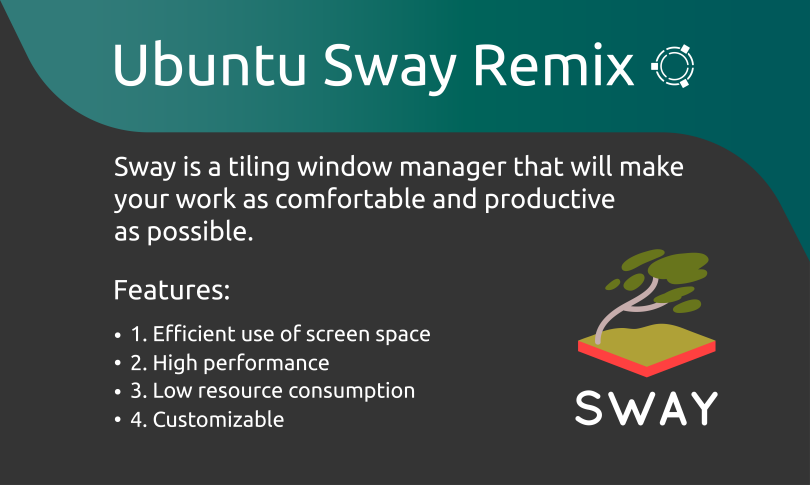 Ubuntu Sway Remix
Sway is a tiling window manager that will make
your work as comfortable and productive
as possible.
Features:
• 1. Efficient use of screen space
• 2. High performance
• 3. Low resource consumption
• 4. Customizable
SWAY